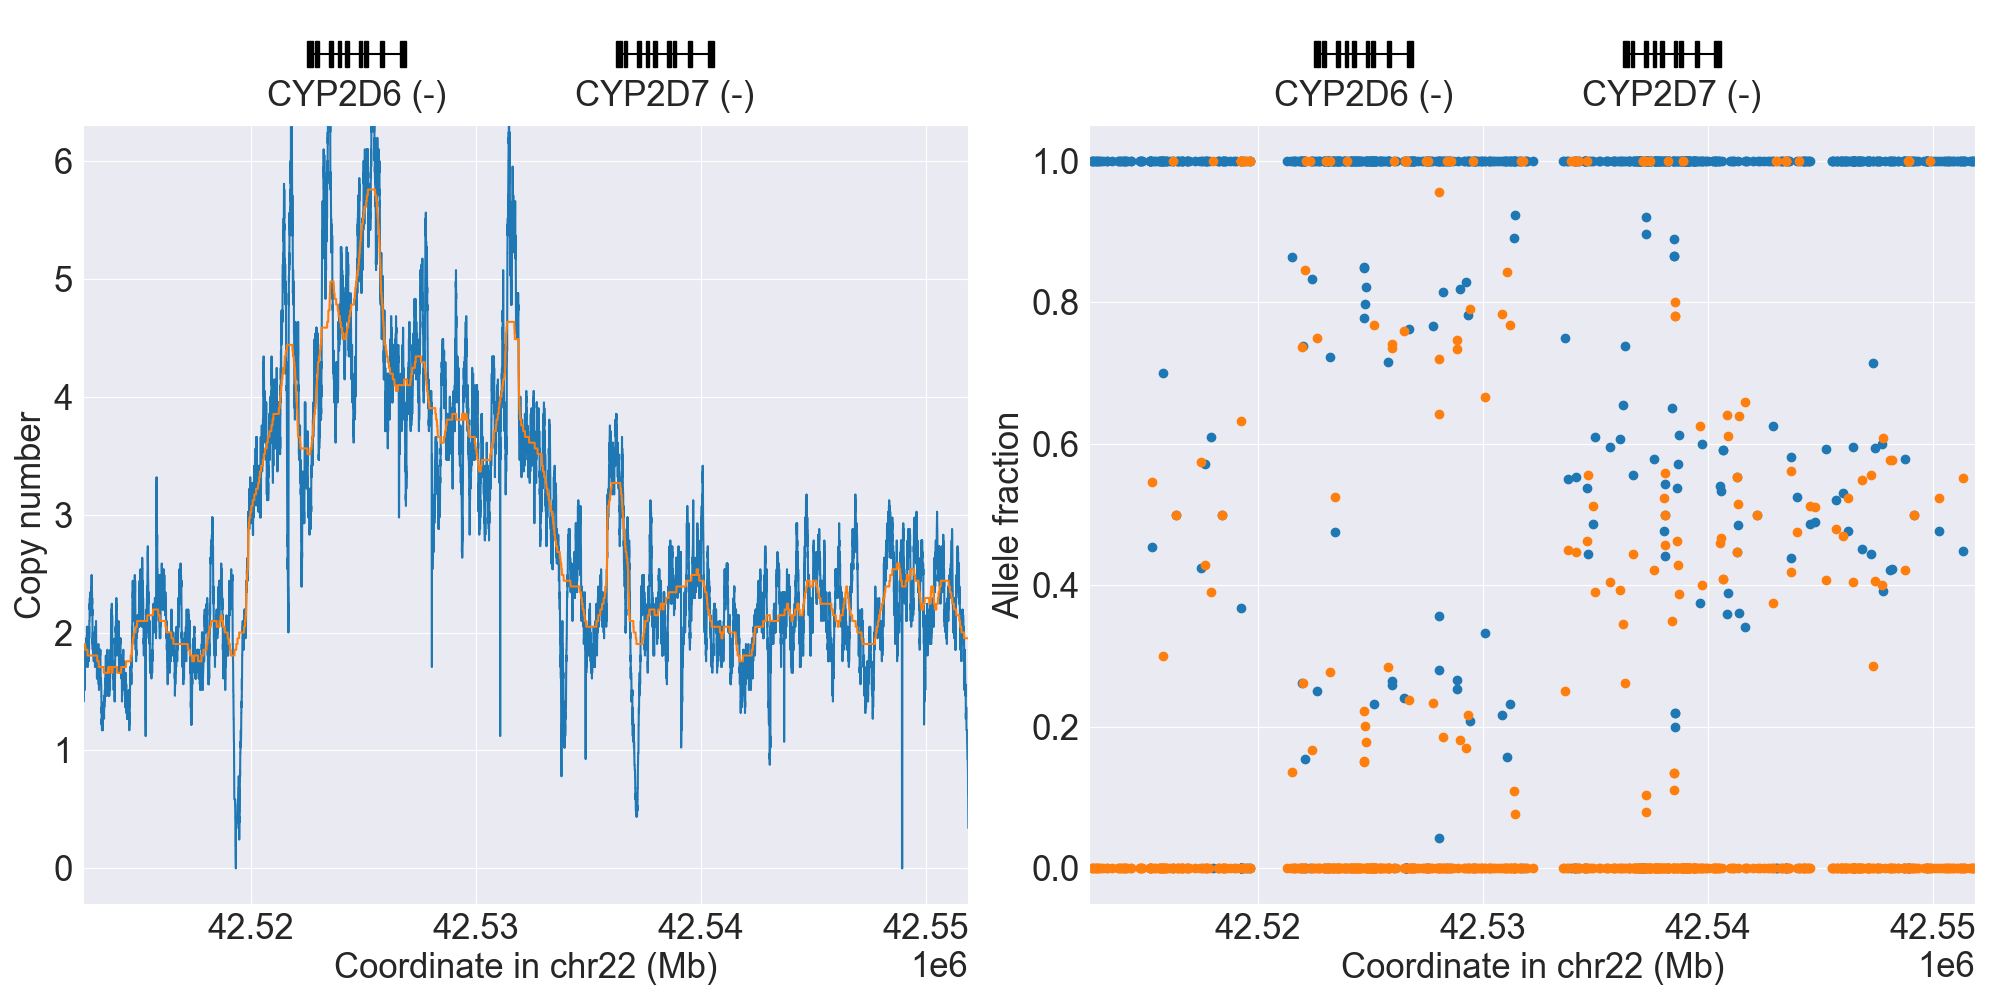 CYP2D6 (-)
CYP2D7 (-)
CYP2D6 (-)
CYP2D7 (-)
6
5
4
3
2
1
0
Copy number
42.52
42.53
42.54
42.55
Coordinate in chr22 (Mb)
1e6
1.0
0.8
0.6
0.4
0.2
0.0
Allele fraction
42.52
42.53
42.54
42.55
Coordinate in chr22 (Mb)
1e6